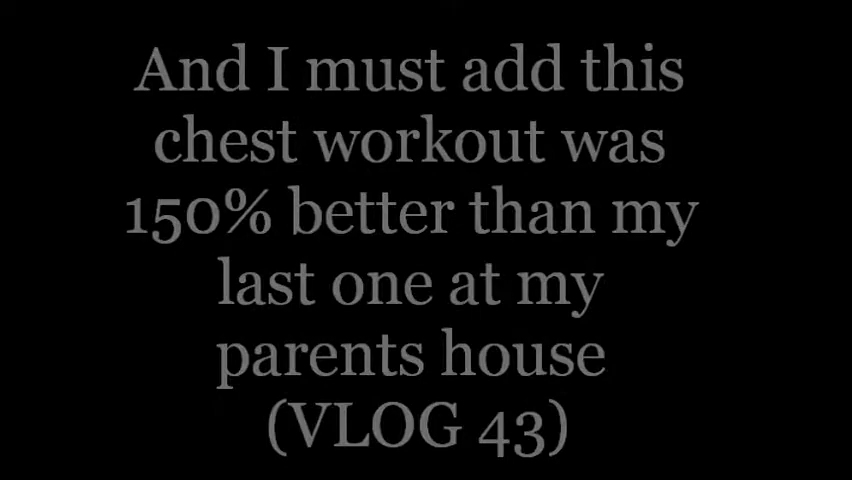 And I must add this
chest workout was
150% better than my
last one at my
parents house
(VLOG 43)